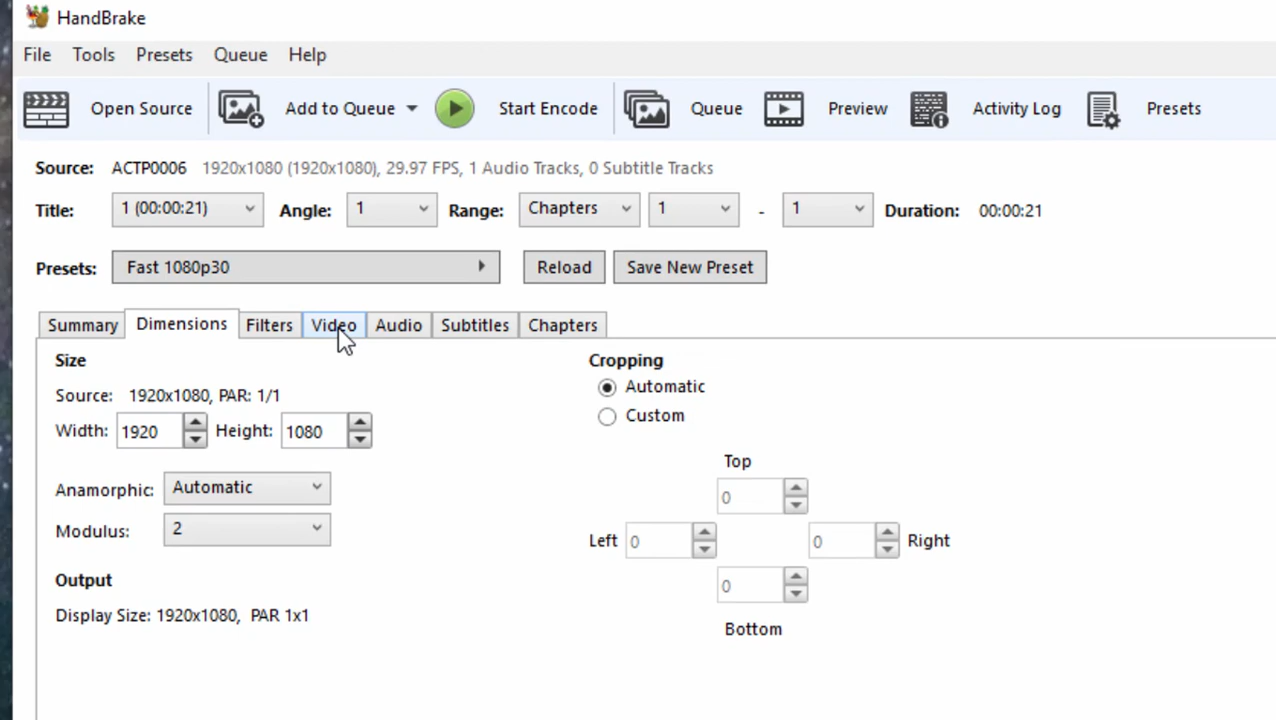 HandBrake
File Tools Presets Queue Help
Open Source Add to Queue Start Encode Queue Preview Activity Log Presets
Source: ACTP0006 1920x1080 (1920x1080), 29.97 FPS, 1 Audio Tracks, 0 Subtitle Tracks
Title: 1 (00:00:21) Angle: 1 Range: Chapters 1 - 1 Duration: 00:00:21
Presets: Fast 1080p30 Reload Save New Preset
Summary Dimensions Filters Video Audio Subtitles Chapters
Size
Source: 1920x1080, PAR: 1/1
Width: 1920 Height: 1080
Anamorphic: Automatic
Modulus: 2
Output
Display Size: 1920x1080, PAR 1x1
Cropping
Automatic
Custom
Top
0
Left 0 0 Right
0
Bottom